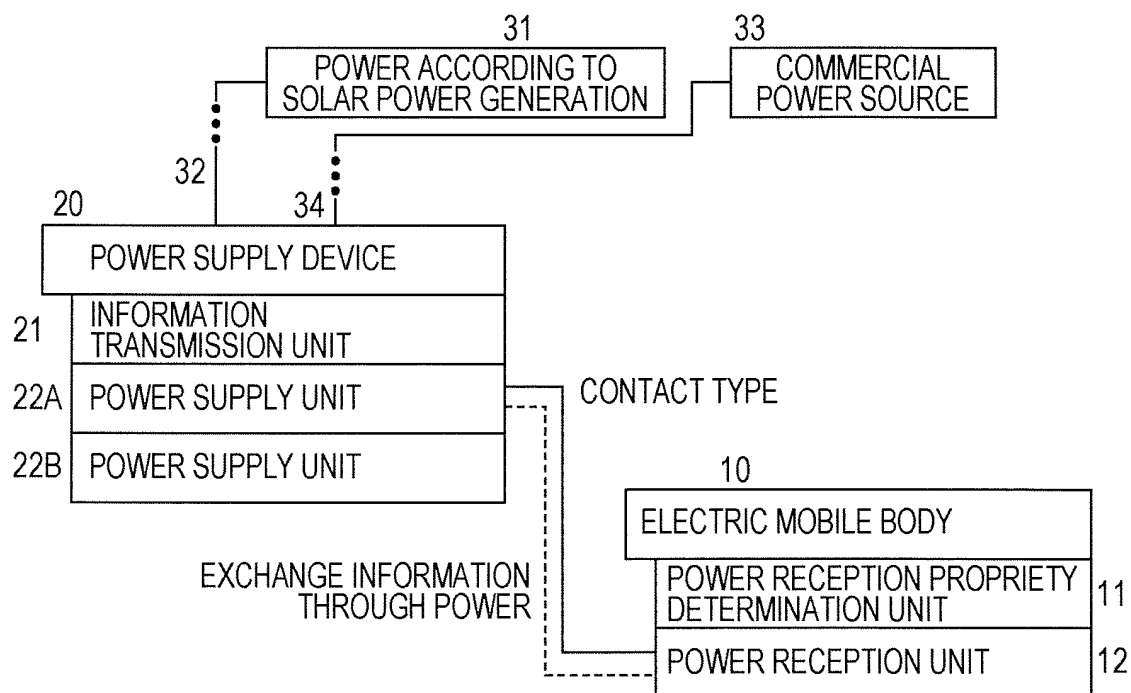 31
33
POWER ACCORDING TO
SOLAR POWER GENERATION
COMMERCIAL
POWER SOURCE
32
34
20
POWER SUPPLY DEVICE
21
INFORMATION
TRANSMISSION UNIT
22A
POWER SUPPLY UNIT
CONTACT TYPE
22B
POWER SUPPLY UNIT
10
ELECTRIC MOBILE BODY
EXCHANGE INFORMATION
THROUGH POWER
POWER RECEPTION PROPRIETY
DETERMINATION UNIT
11
POWER RECEPTION UNIT
12